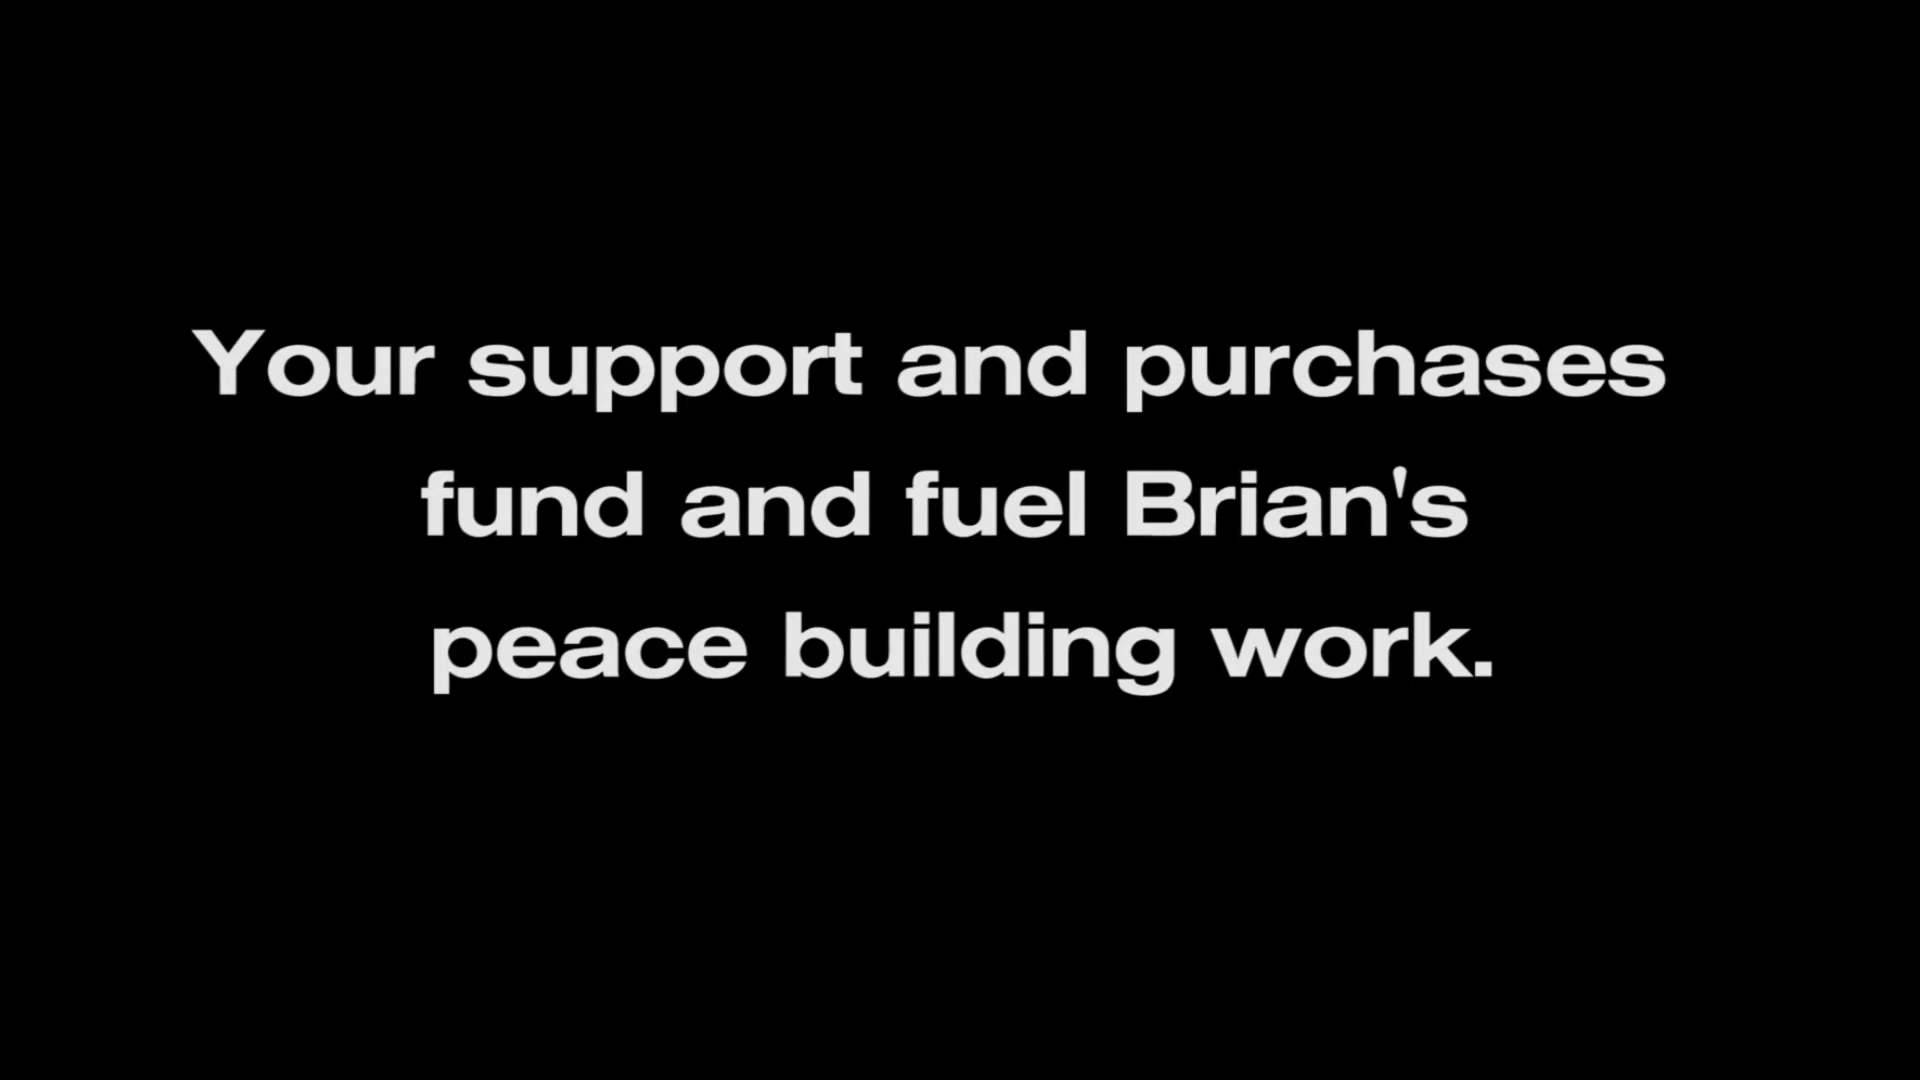 Your support and purchases
fund and fuel Brian's
peace building work.